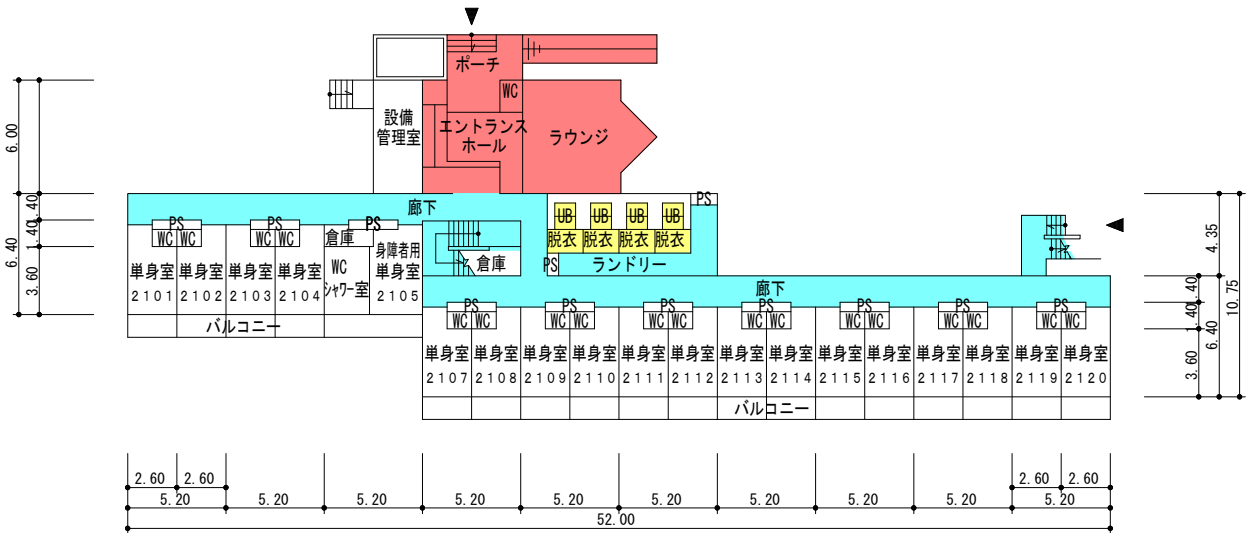 ポーチ
WC
設備
管理室
エントランス
ホール
ラウンジ
6.00
廊下
PS
UB UB UB UB
脱衣 脱衣 脱衣 脱衣
ランドリー
PS
PS PS PS
WC WC WC WC
倉庫
WC
シャワー室
身障者用
単身室
2105
倉庫
単身室 単身室 単身室 単身室
2101 2102 2103 2104
バルコニー
1.40
1.40
3.60
6.40
廊下
PS PS PS PS PS PS PS
WC WC WC WC WC WC WC WC WC WC WC WC WC WC
単身室 単身室 単身室 単身室 単身室 単身室 単身室 単身室 単身室 単身室 単身室 単身室 単身室 単身室
2107 2108 2109 2110 2111 2112 2113 2114 2115 2116 2117 2118 2119 2120
バルコニー
4.35
1.40
1.40
3.60
6.40
10.75
2.60 2.60 2.60 2.60
5.20 5.20 5.20 5.20 5.20 5.20 5.20 5.20 5.20 5.20
52.00